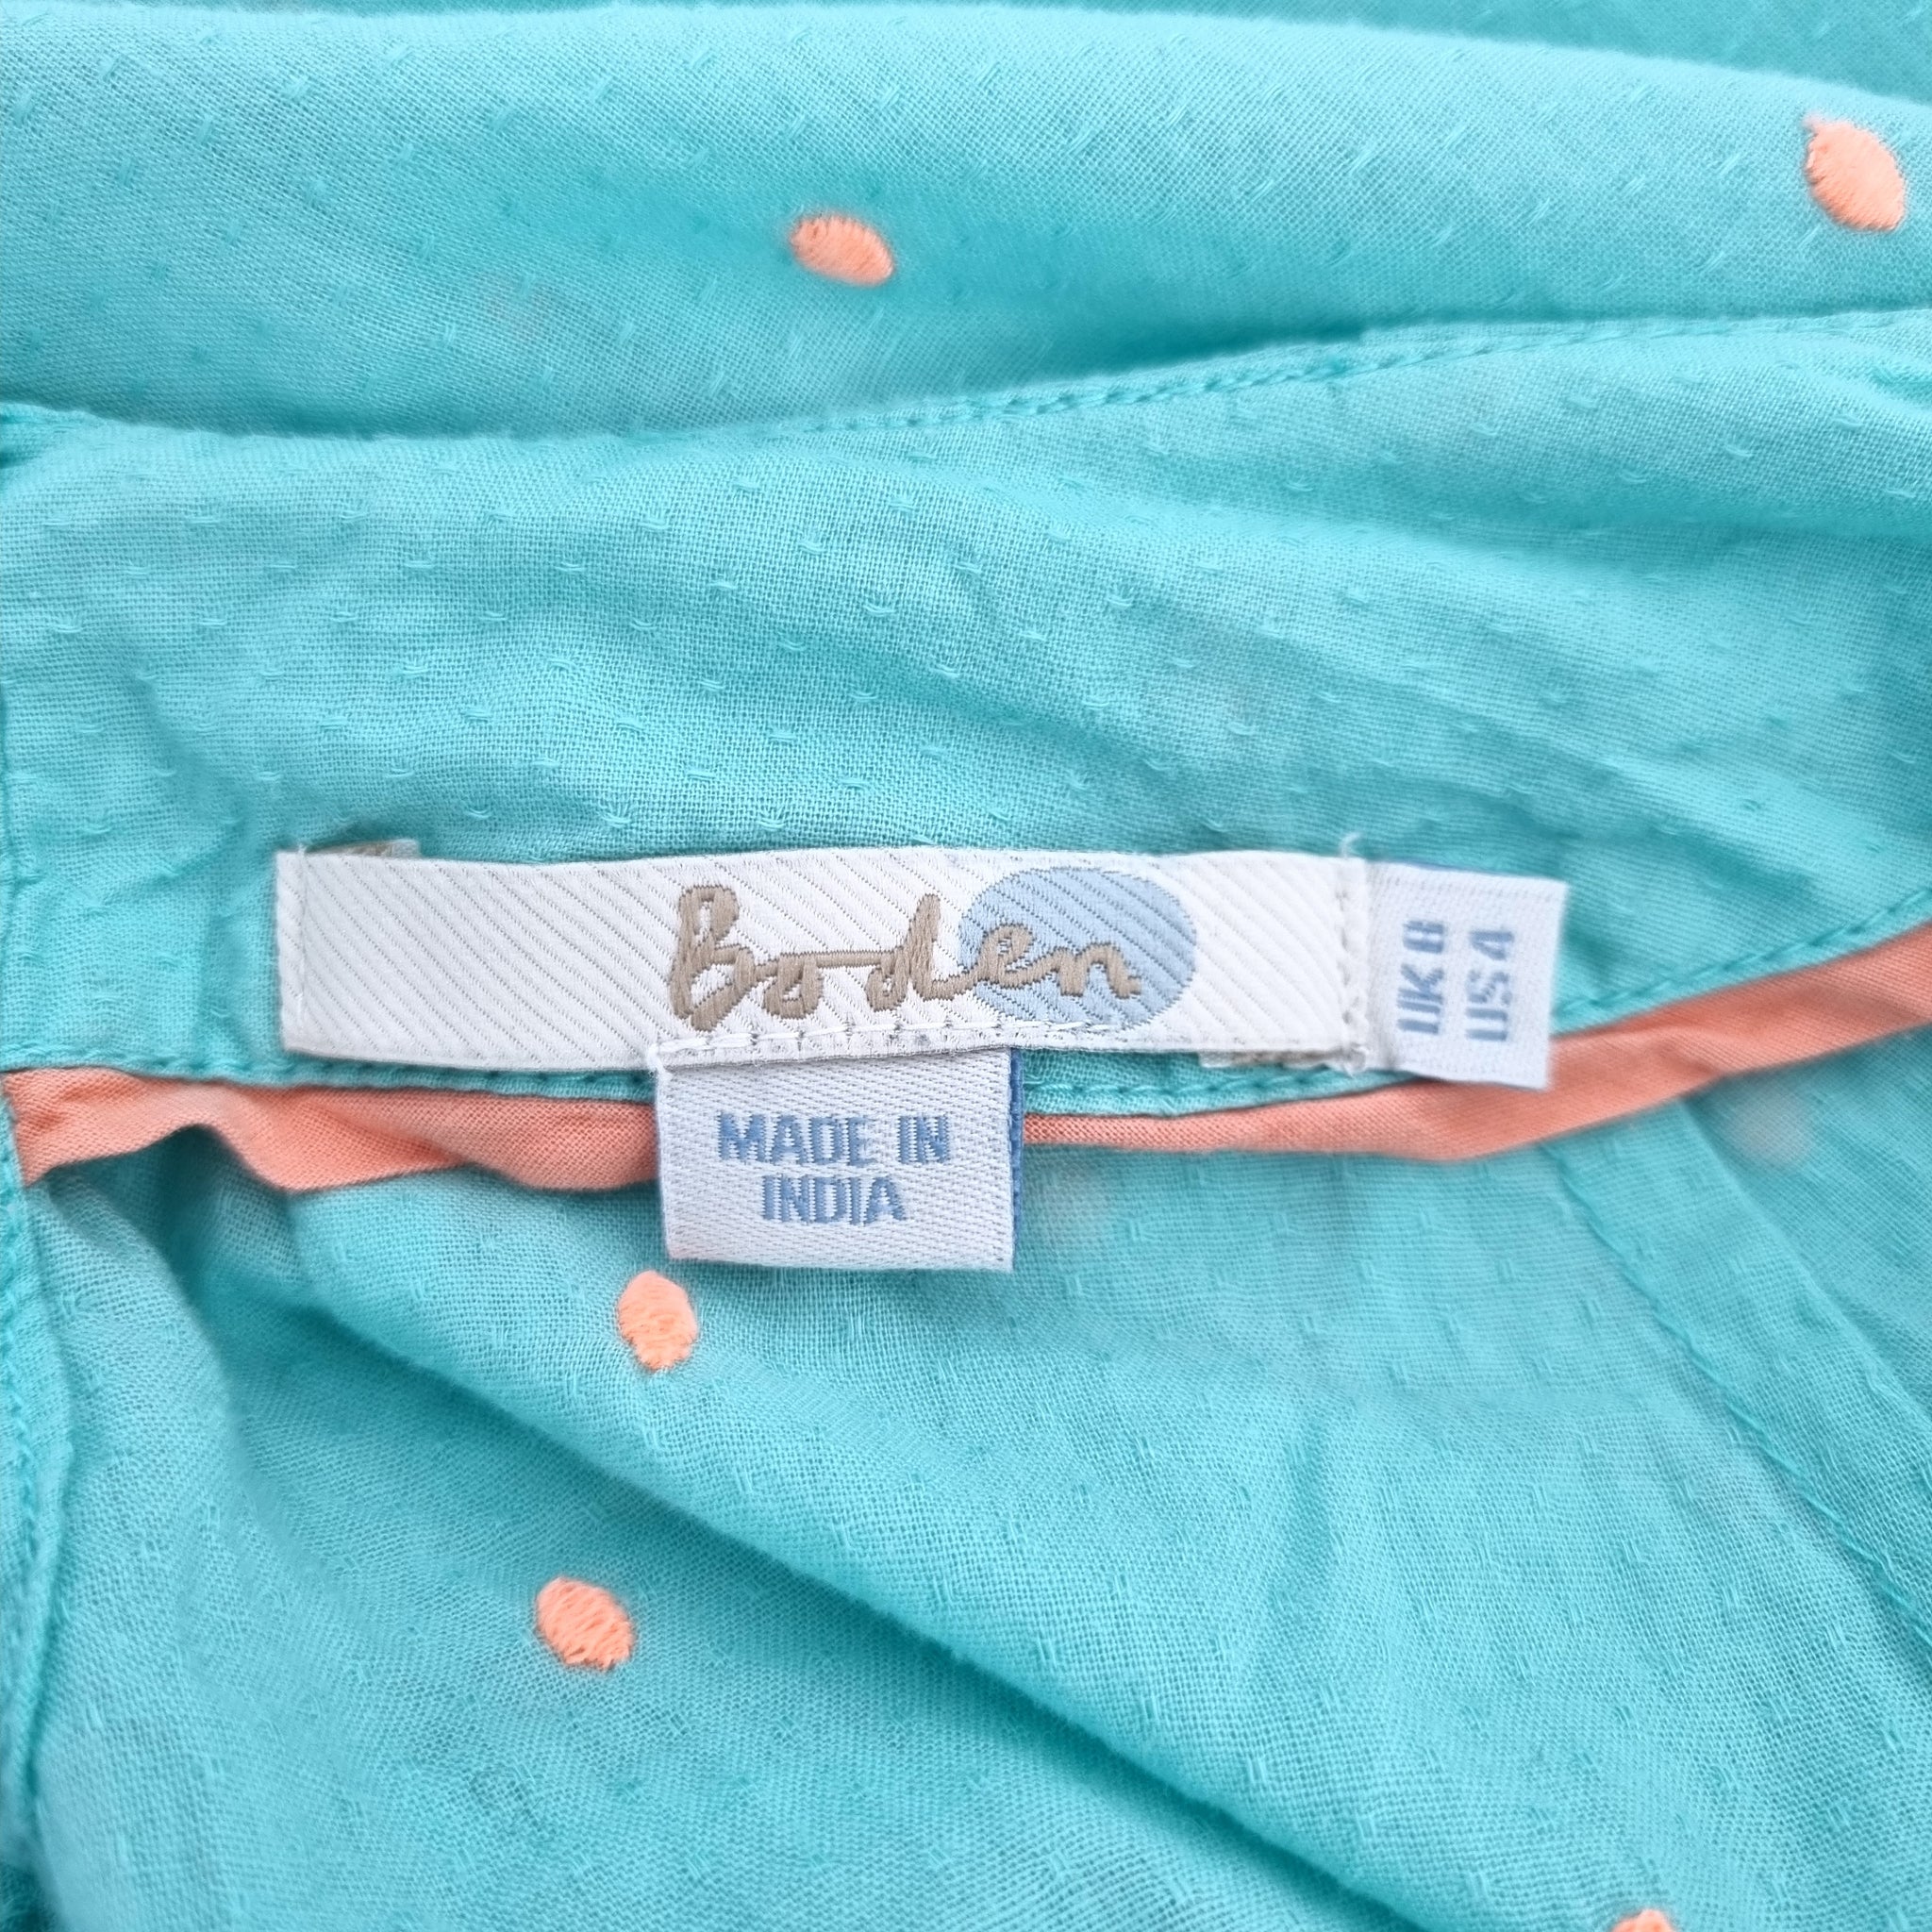 Boden
UK 8
US 4
MADE IN
INDIA